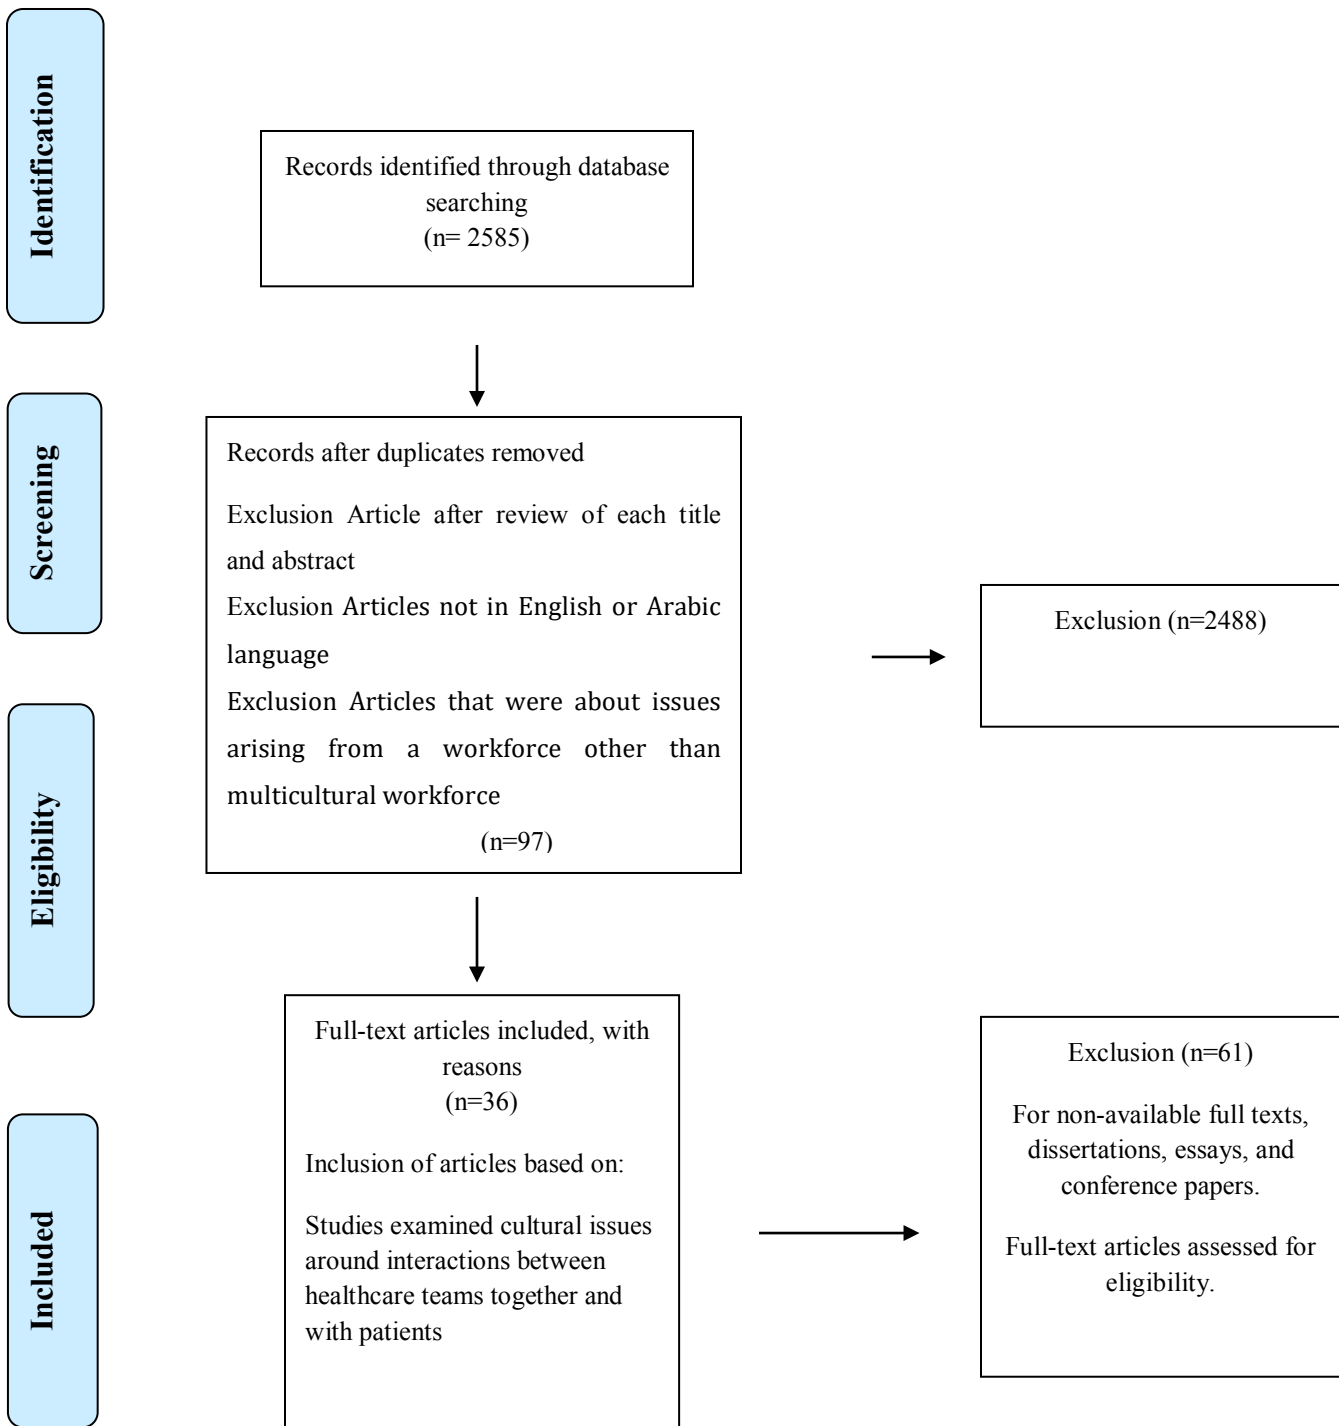 Identification
Records identified through database
searching
(n= 2585)
Screening
Records after duplicates removed
Exclusion Article after review of each title
and abstract
Exclusion Articles not in English or Arabic
language
Exclusion Articles that were about issues
arising from a workforce other than
multicultural workforce
(n=97)
Exclusion (n=2488)
Eligibility
Full-text articles included, with
reasons
(n=36)
Inclusion of articles based on:
Studies examined cultural issues
around interactions between
healthcare teams together and
with patients
Exclusion (n=61)
For non-available full texts,
dissertations, essays, and
conference papers.
Full-text articles assessed for
eligibility.
Included